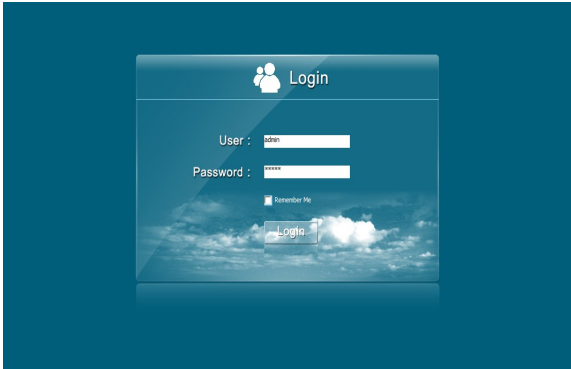 Login
User : admin
Password : *****
Remember Me
Login